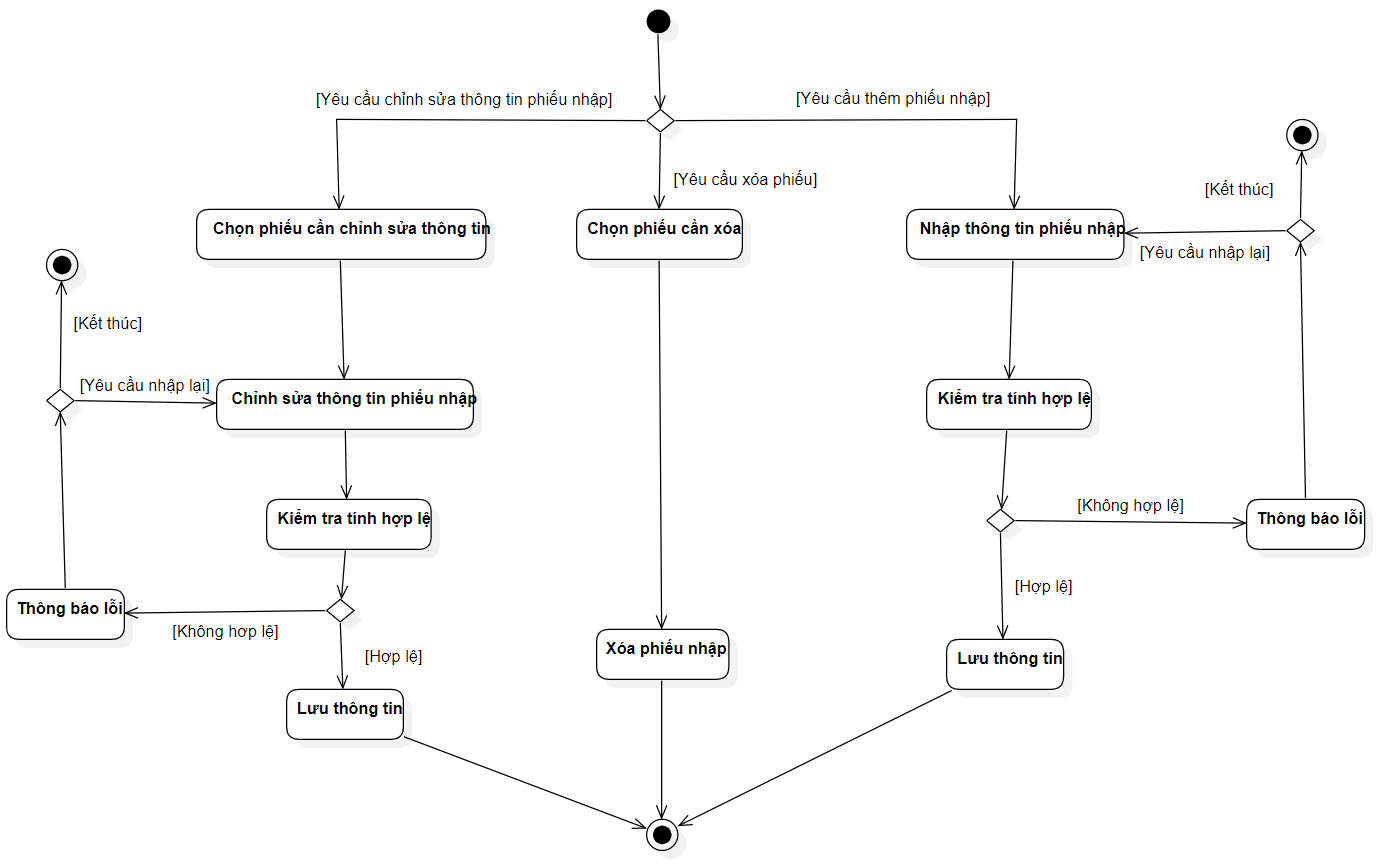 [Yêu cầu chỉnh sửa thông tin phiếu nhập]
[Yêu cầu thêm phiếu nhập]
[Yêu cầu xóa phiếu]
[Kết thúc]
Chọn phiếu cần chỉnh sửa thông tin
Chọn phiếu cần xóa
Nhập thông tin phiếu nhập
[Yêu cầu nhập lại]
[Kết thúc]
[Yêu cầu nhập lại]
Chỉnh sửa thông tin phiếu nhập
Kiểm tra tính hợp lệ
Kiểm tra tính hợp lệ
[Không hợp lệ]
Thông báo lỗi
[Hợp lệ]
Thông báo lỗi
[Không hơp lệ]
[Hợp lệ]
Xóa phiếu nhập
Lưu thông tin
Lưu thông tin